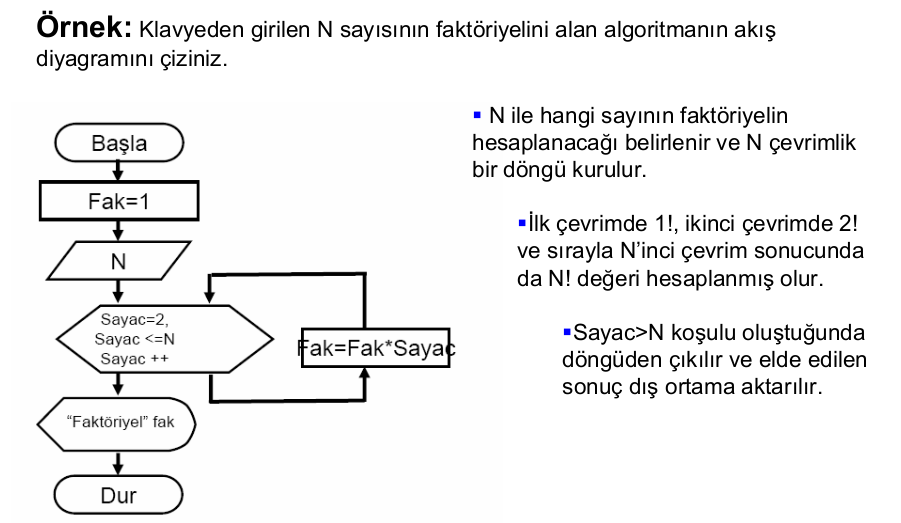 Örnek: Klavyeden girilen N sayısının faktöriyelini alan algoritmanın akış
diyagramını çiziniz.
Başla
Fak=1
N
Sayac=2,
Sayac <=N
Sayac ++
Fak=Fak*Sayac
“Faktöriyel” fak
Dur
▪ N ile hangi sayının faktöriyelin
hesaplanacağı belirlenir ve N çevrimlik
bir döngü kurulur.
▪İlk çevrimde 1!, ikinci çevrimde 2!
ve sırayla N’inci çevrim sonucunda
da N! değeri hesaplanmış olur.
▪Sayac>N koşulu oluştuğunda
döngüden çıkılır ve elde edilen
sonuç dış ortama aktarılır.